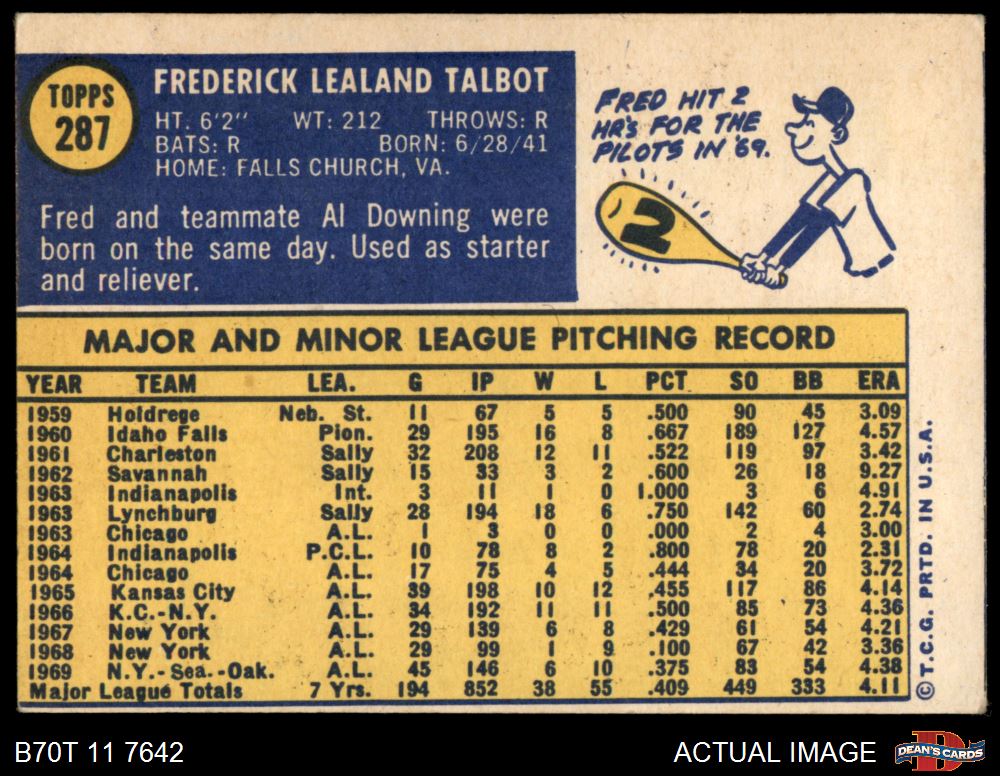 TOPPS
287
FREDERICK LEALAND TALBOT
HT. 6'2" WT: 212 THROWS: R
BATS: R BORN: 6/28/41
HOME: FALLS CHURCH, VA.
Fred and teammate Al Downing were
born on the same day. Used as starter
and reliever.
FRED HIT 2
HR'S FOR THE
PILOTS IN '69.
2
MAJOR AND MINOR LEAGUE PITCHING RECORD
YEAR TEAM LEA. G IP W L PCT SO BB ERA
1959 Holdrege Neb. St. 11 67 5 5 .500 90 45 3.09
1960 Idaho Falls Pion. 29 195 16 8 .667 189 127 4.57
1961 Charleston Sally 32 208 12 11 .522 119 97 3.42
1962 Savannah Sally 15 33 3 2 .600 26 18 9.27
1963 Indianapolis Int. 3 11 1 0 1.000 3 6 4.91
1963 Lynchburg Sally 28 194 18 6 .750 142 60 2.74
1963 Chicago A.L. 1 3 0 0 .000 2 4 3.00
1964 Indianapolis P.C.L. 10 78 8 2 .800 78 20 2.31
1964 Chicago A.L. 17 75 4 5 .444 34 20 3.72
1965 Kansas City A.L. 39 198 10 12 .455 117 86 4.14
1966 K.C.-N.Y. A.L. 34 192 11 11 .500 85 73 4.36
1967 New York A.L. 29 139 6 8 .429 61 54 4.21
1968 New York A.L. 29 99 1 9 .100 67 42 3.36
1969 N.Y.-Sea.-Oak. A.L. 45 146 6 10 .375 83 54 4.38
Major League Totals 7 Yrs. 194 852 38 55 .409 449 333 4.11
© T.C.G. PRTD. IN U.S.A.
B70T 11 7642
ACTUAL IMAGE
DEAN'S CARDS